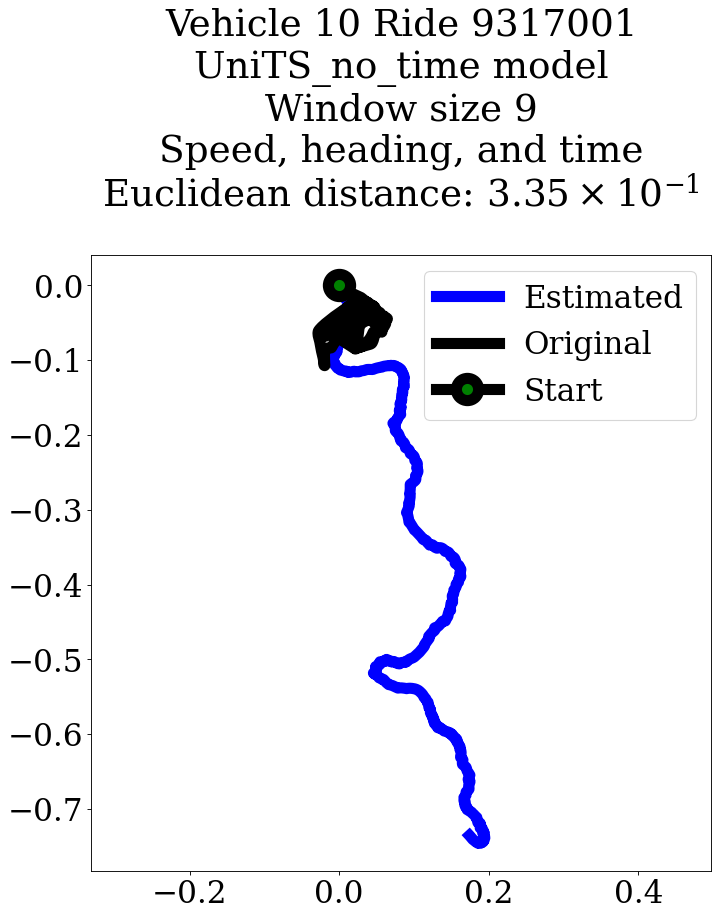 Vehicle 10 Ride 9317001
UniTS_no_time model
Window size 9
Speed, heading, and time
Euclidean distance: $3.35 \times 10^{-1}$
Estimated
Original
Start
0.0
−0.1
−0.2
−0.3
−0.4
−0.5
−0.6
−0.7
−0.2 0.0 0.2 0.4